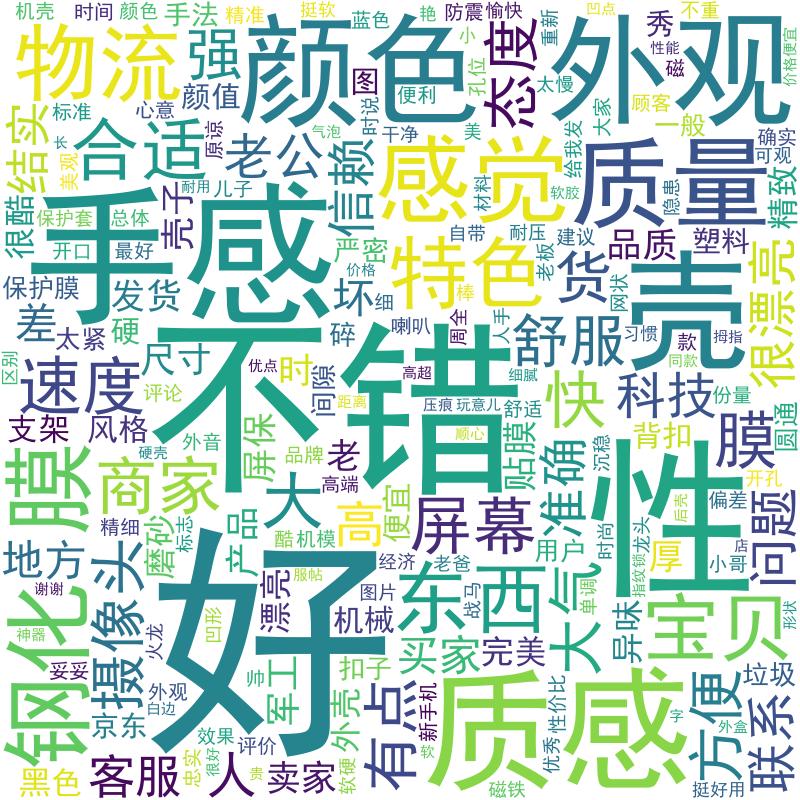 机壳
时间
颜色
手法
精准
挺软
蓝色
艳
防震
愉快
凹点
不重
物流
强
颜色
态度
外观
秀
重新
性能
磁
价格便宜
小
孔位
图
便利
太慢
大家
顾客
一般
结实
标准
心意
颜值
原谅
时说
干净
美
给我发
确实
可观
合适
老公
信赖
感觉
质量
隐患
精致
卡
美观
气泡
材料
软胶
很酷
保护套
总体
手感
壳子
耐用
儿子
严密
特色
自带
耐压
建议
品质
塑料
很漂亮
开口
最好
老板
货
网状
壳
保护膜
发货
价格
坏
细
棒
差
太紧
硬
碎
喇叭
周全
人手
舒服
习惯
款
拇指
区别
速度
尺寸
优点
时
间隙
不错
高超
细腻
同款
评论
距离
压痕
玩意儿
舒适
快
科技
份量
支架
风格
外音
屏保
品牌
老
顺心
贴膜
准确
沉稳
背扣
膜
圆通
膜
商家
硬壳
大
高端
高
便宜
屏幕
性
开孔
偏差
问题
精细
磨砂
标志
产品
酷
机模
用户
时尚
指纹锁
龙头
后壳
厚
店
小哥
地方
谢谢
摄像头
好
服帖
漂亮
经济
老爸
图片
战马
东西
大气
单调
宝贝
形状
钢化
神器
火龙
凹形
机械
买家
完美
异味
妥妥
帅
军工
扣子
外观
白边
京东
外壳
有点
新手机
质感
性价比
优秀
方便
垃圾
联系
字
外盒
效果
评价
忠实
很好
贵
软硬
软
黑色
客服
人
卖家
磁铁
挺好用